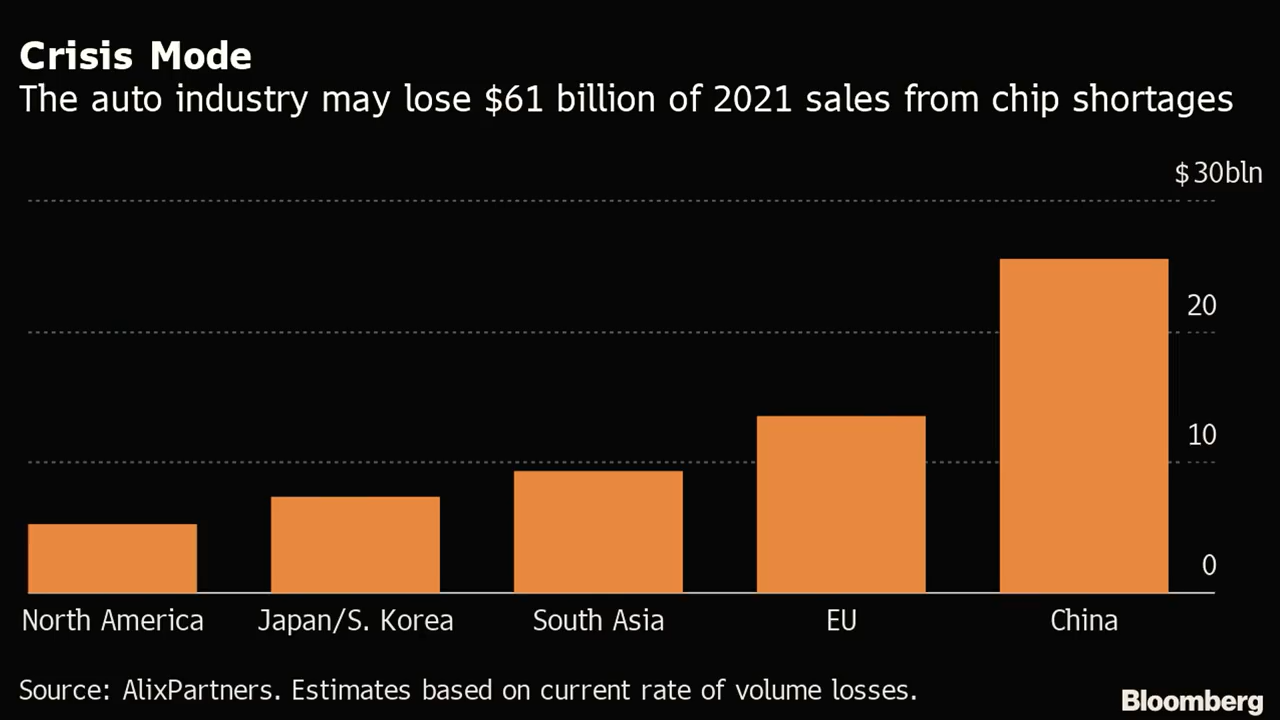 Crisis Mode
The auto industry may lose $61 billion of 2021 sales from chip shortages
$30bln
20
10
0
North America Japan/S. Korea South Asia EU China
Source: AlixPartners. Estimates based on current rate of volume losses.
Bloomberg